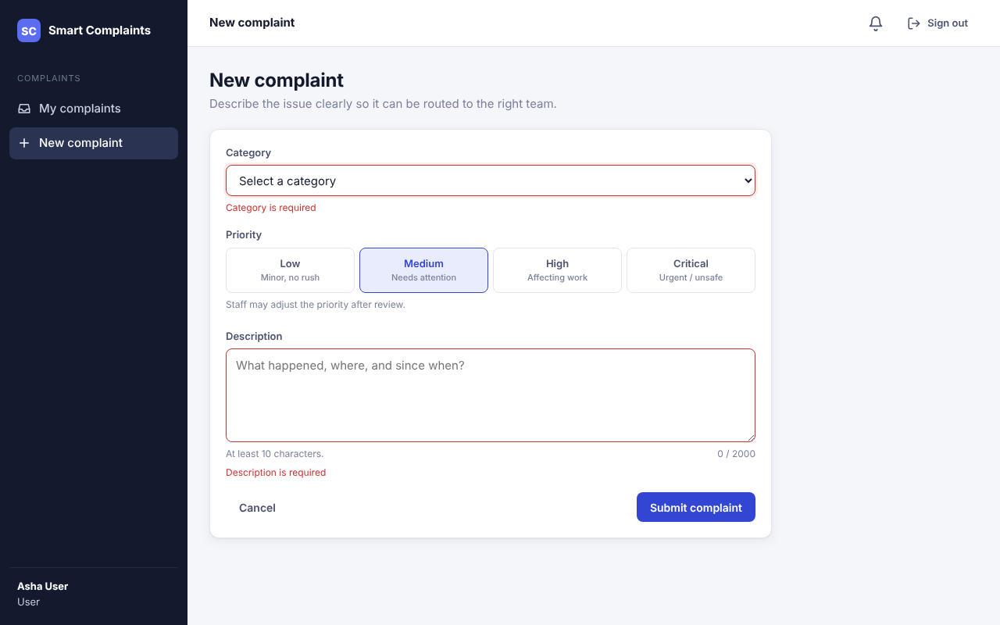 SC Smart Complaints
COMPLAINTS
My complaints
New complaint
Asha User
User
New complaint
Sign out
New complaint
Describe the issue clearly so it can be routed to the right team.
Category
Select a category
Category is required
Priority
Low
Minor, no rush
Medium
Needs attention
High
Affecting work
Critical
Urgent / unsafe
Staff may adjust the priority after review.
Description
What happened, where, and since when?
At least 10 characters.
0 / 2000
Description is required
Cancel
Submit complaint